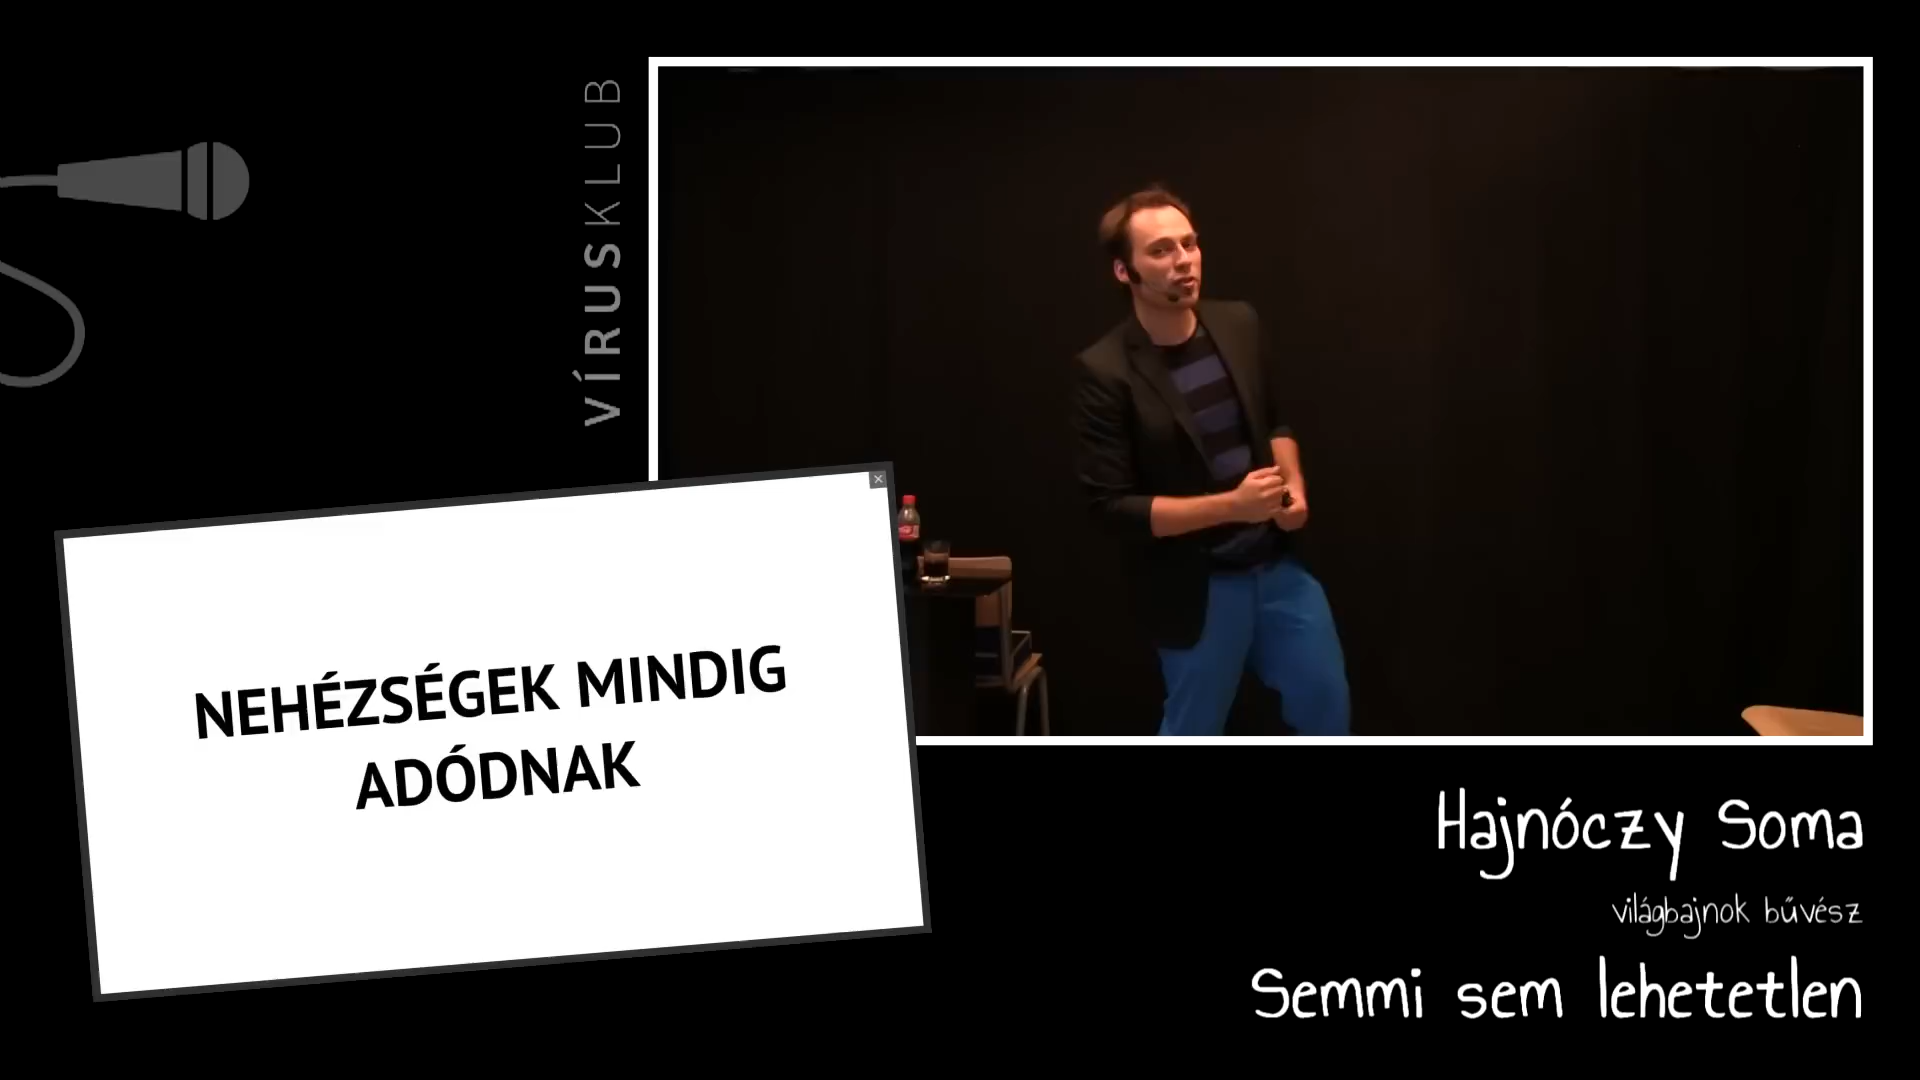 VÍRUSKLUB
NEHÉZSÉGEK MINDIG
ADÓDNAK
Hajnóczy Soma
világbajnok bűvész
Semmi sem lehetetlen